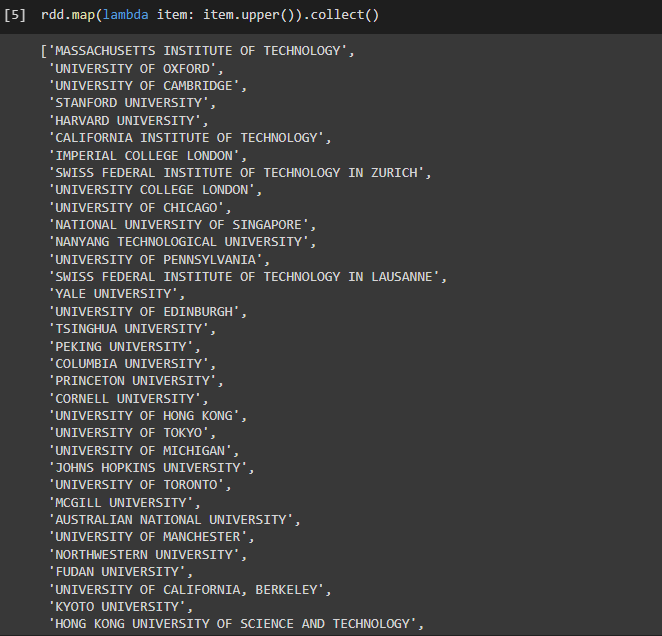 [5] rdd.map(lambda item: item.upper()).collect()
['MASSACHUSETTS INSTITUTE OF TECHNOLOGY',
'UNIVERSITY OF OXFORD',
'UNIVERSITY OF CAMBRIDGE',
'STANFORD UNIVERSITY',
'HARVARD UNIVERSITY',
'CALIFORNIA INSTITUTE OF TECHNOLOGY',
'IMPERIAL COLLEGE LONDON',
'SWISS FEDERAL INSTITUTE OF TECHNOLOGY IN ZURICH',
'UNIVERSITY COLLEGE LONDON',
'UNIVERSITY OF CHICAGO',
'NATIONAL UNIVERSITY OF SINGAPORE',
'NANYANG TECHNOLOGICAL UNIVERSITY',
'UNIVERSITY OF PENNSYLVANIA',
'SWISS FEDERAL INSTITUTE OF TECHNOLOGY IN LAUSANNE',
'YALE UNIVERSITY',
'UNIVERSITY OF EDINBURGH',
'TSINGHUA UNIVERSITY',
'PEKING UNIVERSITY',
'COLUMBIA UNIVERSITY',
'PRINCETON UNIVERSITY',
'CORNELL UNIVERSITY',
'UNIVERSITY OF HONG KONG',
'UNIVERSITY OF TOKYO',
'UNIVERSITY OF MICHIGAN',
'JOHNS HOPKINS UNIVERSITY',
'UNIVERSITY OF TORONTO',
'MCGILL UNIVERSITY',
'AUSTRALIAN NATIONAL UNIVERSITY',
'UNIVERSITY OF MANCHESTER',
'NORTHWESTERN UNIVERSITY',
'FUDAN UNIVERSITY',
'UNIVERSITY OF CALIFORNIA, BERKELEY',
'KYOTO UNIVERSITY',
'HONG KONG UNIVERSITY OF SCIENCE AND TECHNOLOGY',